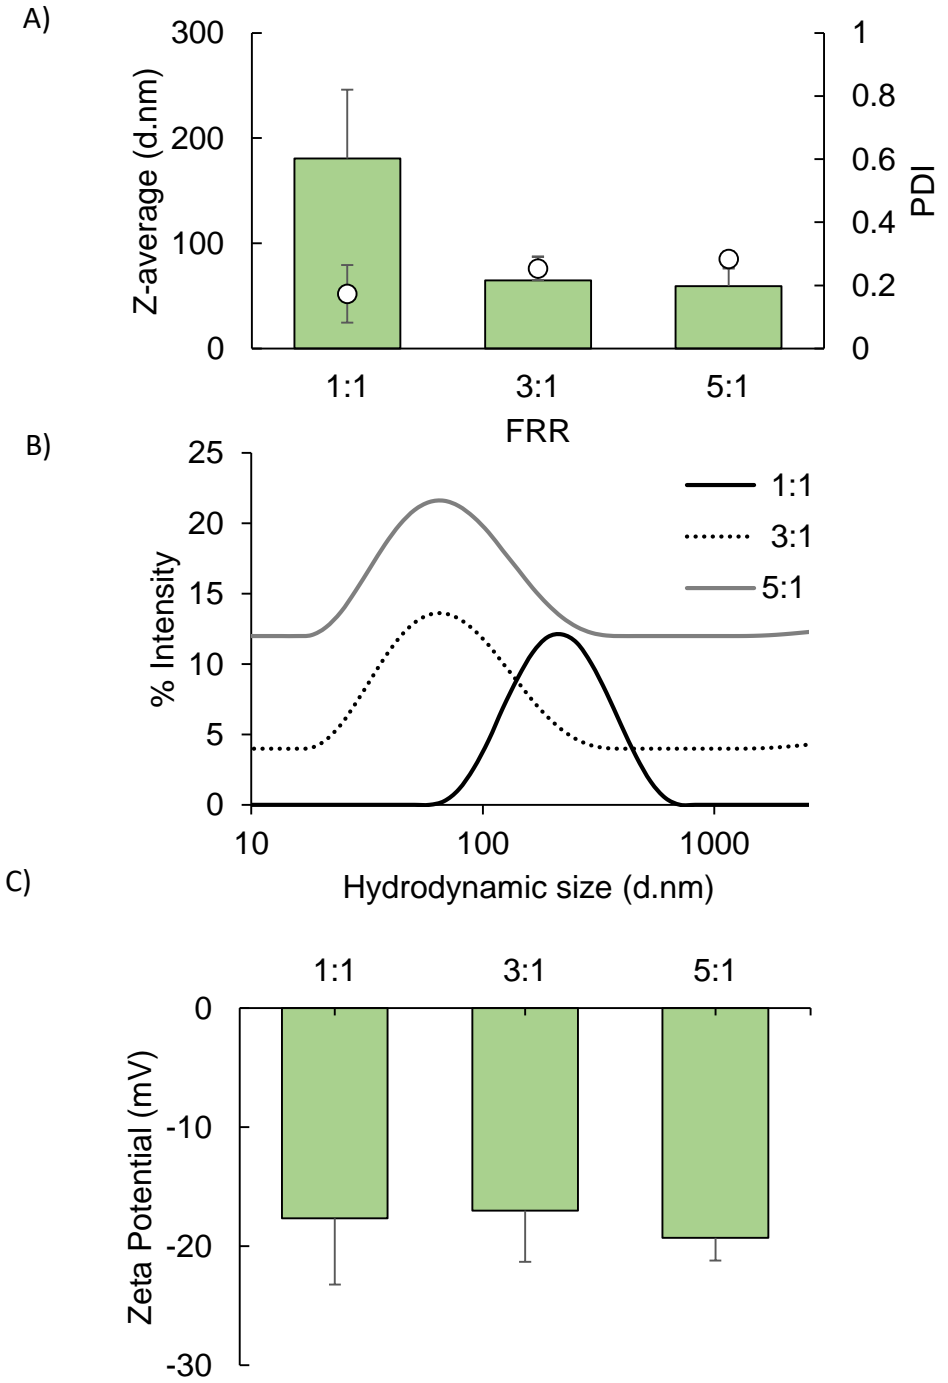 A)
300
200
100
0
Z-average (d.nm)
1
0.8
0.6
0.4
0.2
0
PDI
1:1 3:1 5:1
FRR
B)
25
20
15
10
5
0
% Intensity
1:1
3:1
5:1
10 100 1000
Hydrodynamic size (d.nm)
C)
1:1 3:1 5:1
0
-10
-20
-30
Zeta Potential (mV)